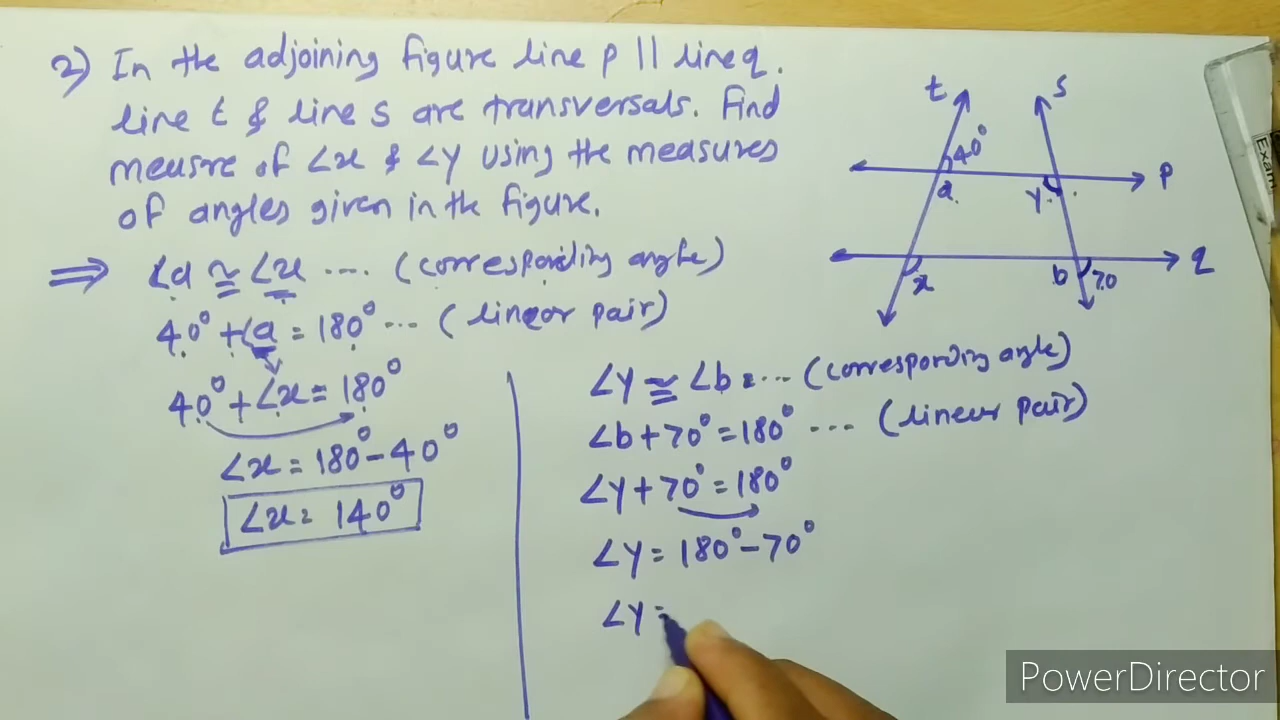 2) In the adjoining figure line p || line q.
line t & line s are transversals. Find
meusre of ∠x & ∠y using the measures
of angles given in the figure.
⇒ ∠a ≅ ∠x .... (corresponding angle)
40° + ∠a = 180° ... (linear pair)
40° + ∠x = 180°
∠x = 180° - 40°
∠x = 140°
∠y ≅ ∠b .... (corresponding angle)
∠b + 70° = 180° .... (linear pair)
∠y + 70° = 180°
∠y = 180° - 70°
∠y =
t
s
40°
p
a
y
q
x
b
70
Exam
PowerDirector